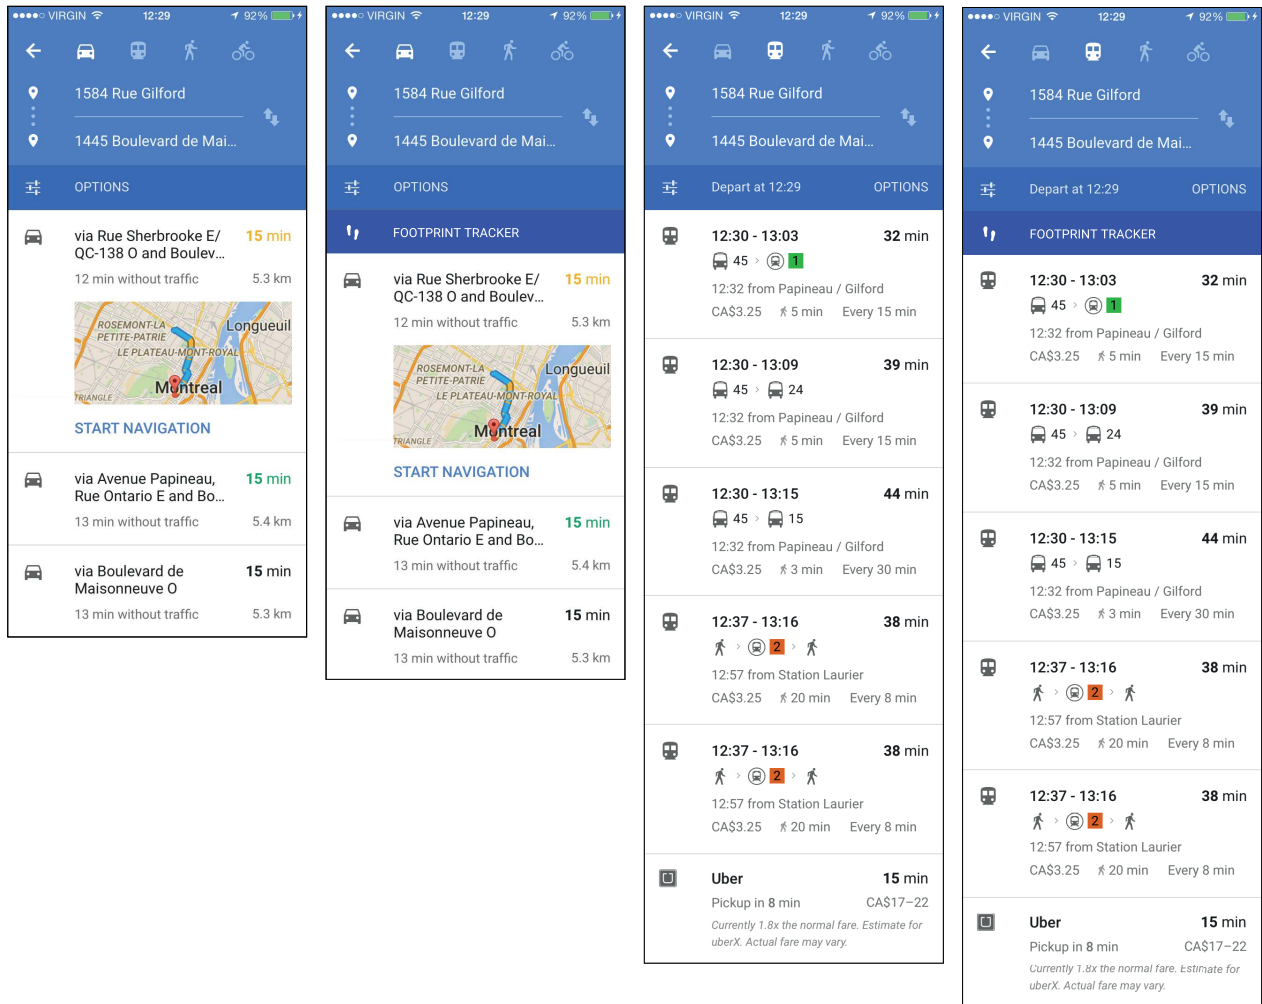 VIRGIN 12:29 92%
1584 Rue Gilford
1445 Boulevard de Mai...
OPTIONS
via Rue Sherbrooke E/ 15 min
QC-138 O and Boulev...
12 min without traffic 5.3 km
ROSEMONT-LA Longueuil
PETITE-PATRIE
LE PLATEAU-MONT-ROYAL
Montreal
TRIANGLE
START NAVIGATION
via Avenue Papineau, 15 min
Rue Ontario E and Bo...
13 min without traffic 5.4 km
via Boulevard de 15 min
Maisonneuve O
13 min without traffic 5.3 km
VIRGIN 12:29 92%
1584 Rue Gilford
1445 Boulevard de Mai...
OPTIONS
FOOTPRINT TRACKER
via Rue Sherbrooke E/ 15 min
QC-138 O and Boulev...
12 min without traffic 5.3 km
ROSEMONT-LA Longueuil
PETITE-PATRIE
LE PLATEAU-MONT-ROYAL
Montreal
TRIANGLE
START NAVIGATION
via Avenue Papineau, 15 min
Rue Ontario E and Bo...
13 min without traffic 5.4 km
via Boulevard de 15 min
Maisonneuve O
13 min without traffic 5.3 km
VIRGIN 12:29 92%
1584 Rue Gilford
1445 Boulevard de Mai...
Depart at 12:29 OPTIONS
12:30 - 13:03 32 min
45 > 1
12:32 from Papineau / Gilford
CA$3.25 5 min Every 15 min
12:30 - 13:09 39 min
45 > 24
12:32 from Papineau / Gilford
CA$3.25 5 min Every 15 min
12:30 - 13:15 44 min
45 > 15
12:32 from Papineau / Gilford
CA$3.25 3 min Every 30 min
12:37 - 13:16 38 min
> 2 >
12:57 from Station Laurier
CA$3.25 20 min Every 8 min
12:37 - 13:16 38 min
> 2 >
12:57 from Station Laurier
CA$3.25 20 min Every 8 min
Uber 15 min
Pickup in 8 min CA$17–22
Currently 1.8x the normal fare. Estimate for
uberX. Actual fare may vary.
VIRGIN 12:29 92%
1584 Rue Gilford
1445 Boulevard de Mai...
Depart at 12:29 OPTIONS
FOOTPRINT TRACKER
12:30 - 13:03 32 min
45 > 1
12:32 from Papineau / Gilford
CA$3.25 5 min Every 15 min
12:30 - 13:09 39 min
45 > 24
12:32 from Papineau / Gilford
CA$3.25 5 min Every 15 min
12:30 - 13:15 44 min
45 > 15
12:32 from Papineau / Gilford
CA$3.25 3 min Every 30 min
12:37 - 13:16 38 min
> 2 >
12:57 from Station Laurier
CA$3.25 20 min Every 8 min
12:37 - 13:16 38 min
> 2 >
12:57 from Station Laurier
CA$3.25 20 min Every 8 min
Uber 15 min
Pickup in 8 min CA$17–22
Currently 1.8x the normal fare. Estimate for
uberX. Actual fare may vary.